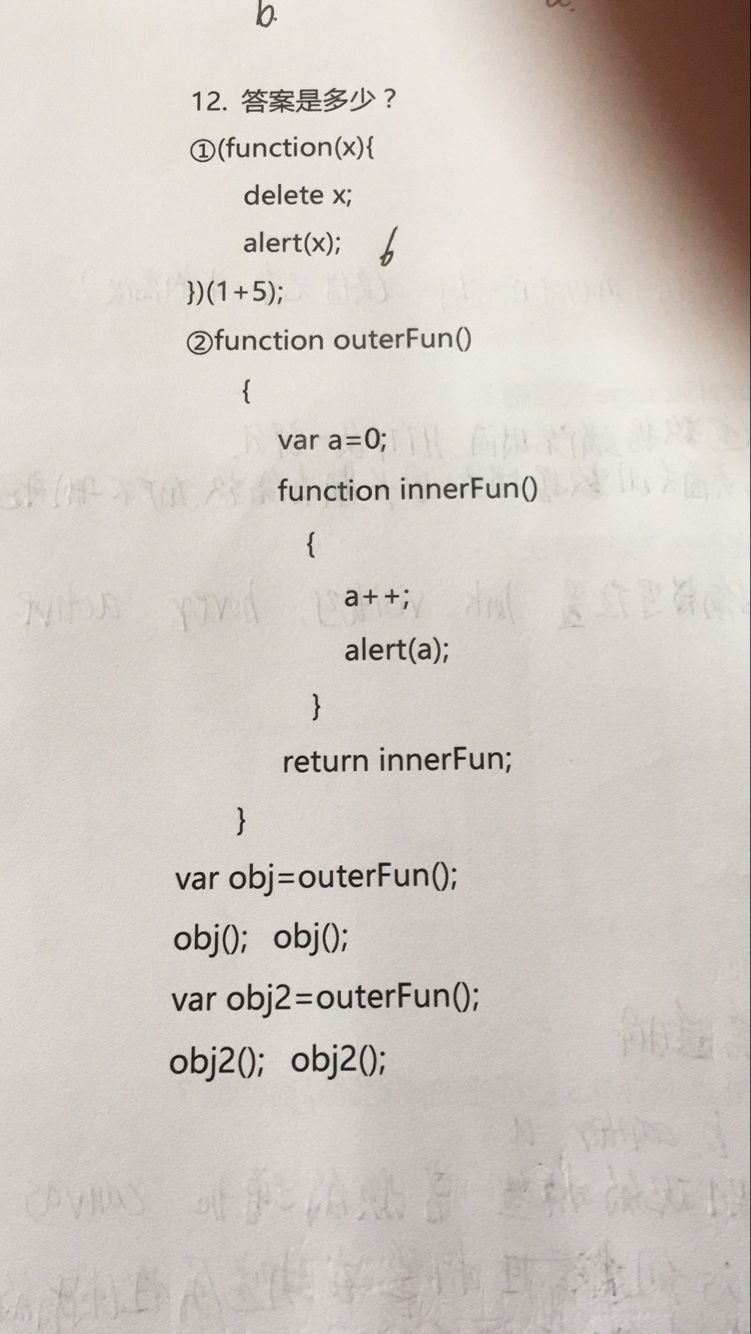 b.
12. 答案是多少？
①(function(x){
delete x;
alert(x); 6
})(1+5);
②function outerFun()
{
var a=0;
function innerFun()
{
a++;
alert(a);
}
return innerFun;
}
var obj=outerFun();
obj(); obj();
var obj2=outerFun();
obj2(); obj2();